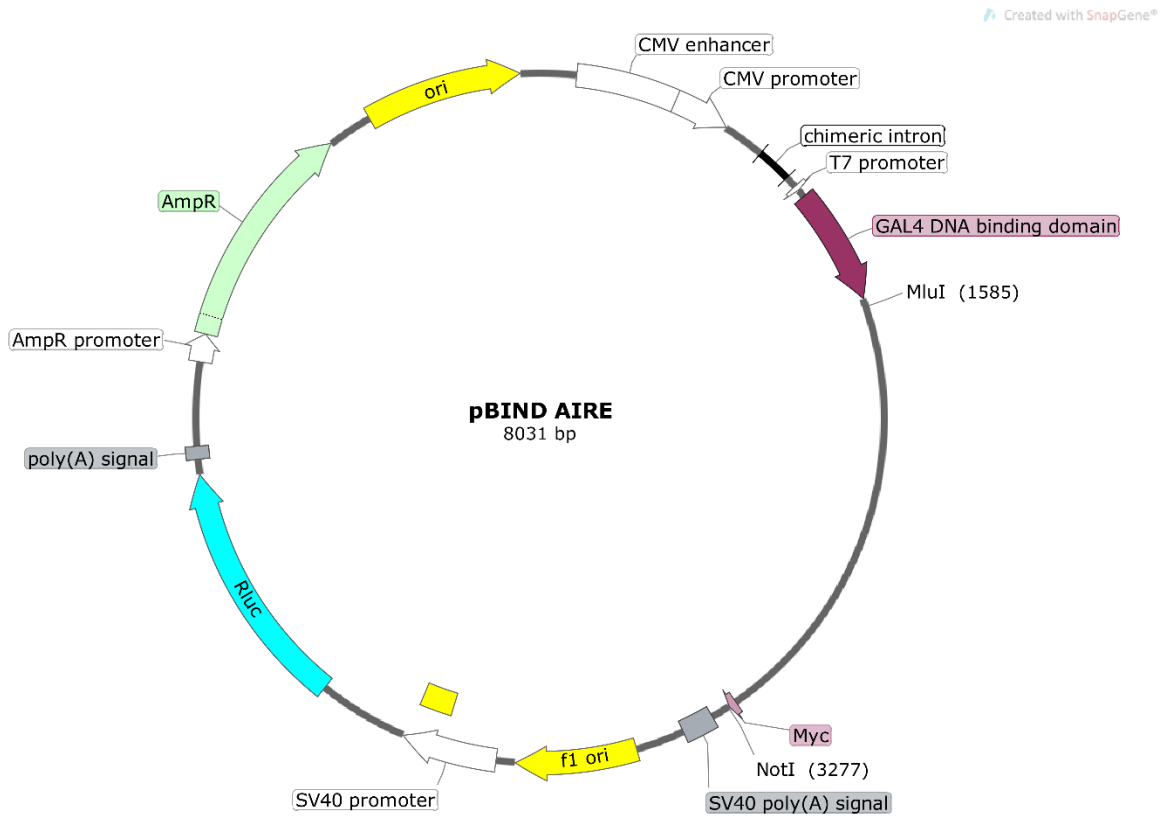 Created with SnapGene®
CMV enhancer
CMV promoter
ori
chimeric intron
T7 promoter
AmpR
GAL4 DNA binding domain
MluI (1585)
AmpR promoter
pBIND AIRE
8031 bp
poly(A) signal
Rluc
Myc
f1 ori
NotI (3277)
SV40 promoter
SV40 poly(A) signal